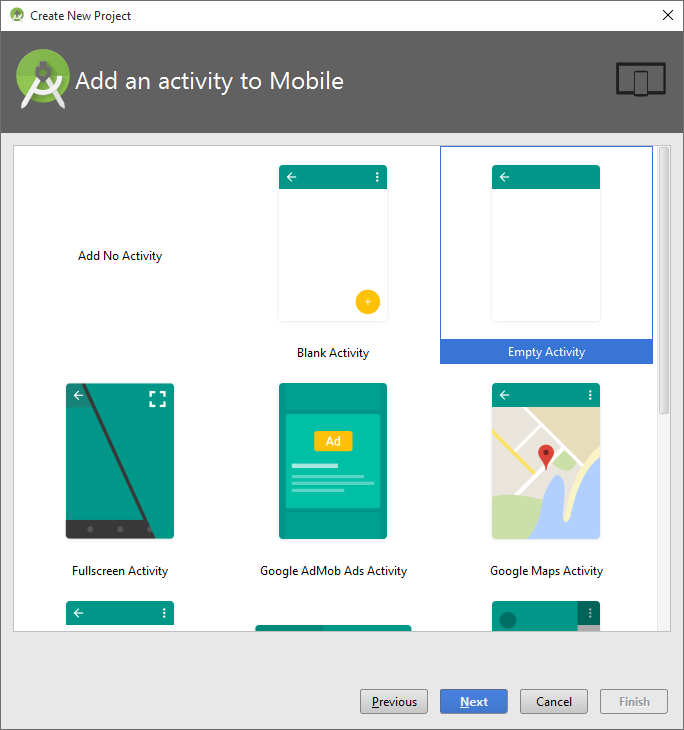 Create New Project
Add an activity to Mobile
Add No Activity
Blank Activity
Empty Activity
Ad
Fullscreen Activity
Google AdMob Ads Activity
Google Maps Activity
Previous
Next
Cancel
Finish